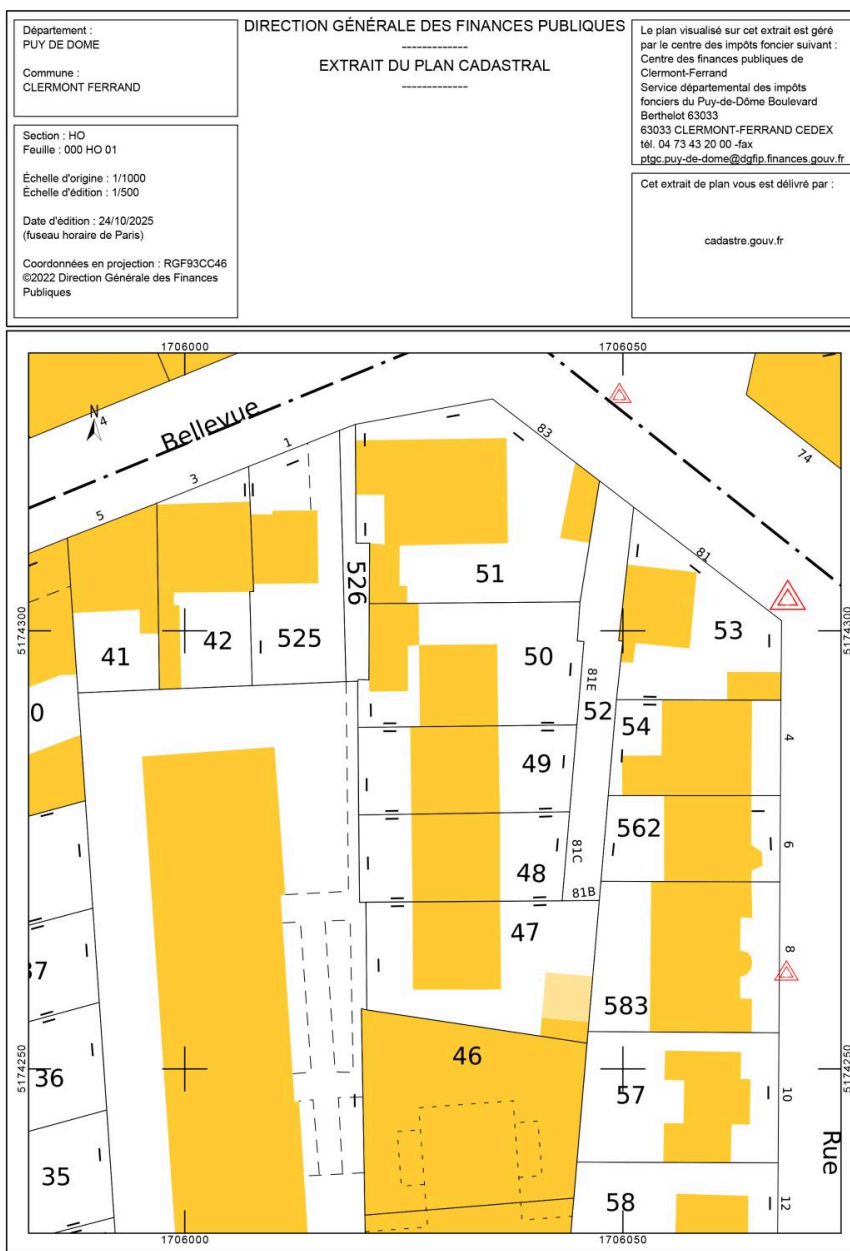 Département :
PUY DE DOME
Commune :
CLERMONT FERRAND
Section : HO
Feuille : 000 HO 01
Échelle d'origine : 1/1000
Échelle d'édition : 1/500
Date d'édition : 24/10/2025
(fuseau horaire de Paris)
Coordonnées en projection : RGF93CC46
©2022 Direction Générale des Finances
Publiques
DIRECTION GÉNÉRALE DES FINANCES PUBLIQUES
-------------
EXTRAIT DU PLAN CADASTRAL
-------------
Le plan visualisé sur cet extrait est géré
par le centre des impôts foncier suivant :
Centre des finances publiques de
Clermont-Ferrand
Service départemental des impôts
fonciers du Puy-de-Dôme Boulevard
Berthelot 63033
63033 CLERMONT-FERRAND CEDEX
tél. 04 73 43 20 00 -fax
ptgc.puy-de-dome@dgfip.finances.gouv.fr
Cet extrait de plan vous est délivré par :
cadastre.gouv.fr
1706000
1706050
N
4
Bellevue
83
74
1
3
5
81
526
51
53
5174300
5174300
41
42
525
50
81E
52
54
4
0
49
562
6
48
81C
81B
47
8
37
583
5174250
5174250
46
36
57
10
Rue
35
58
12
1706000
1706050